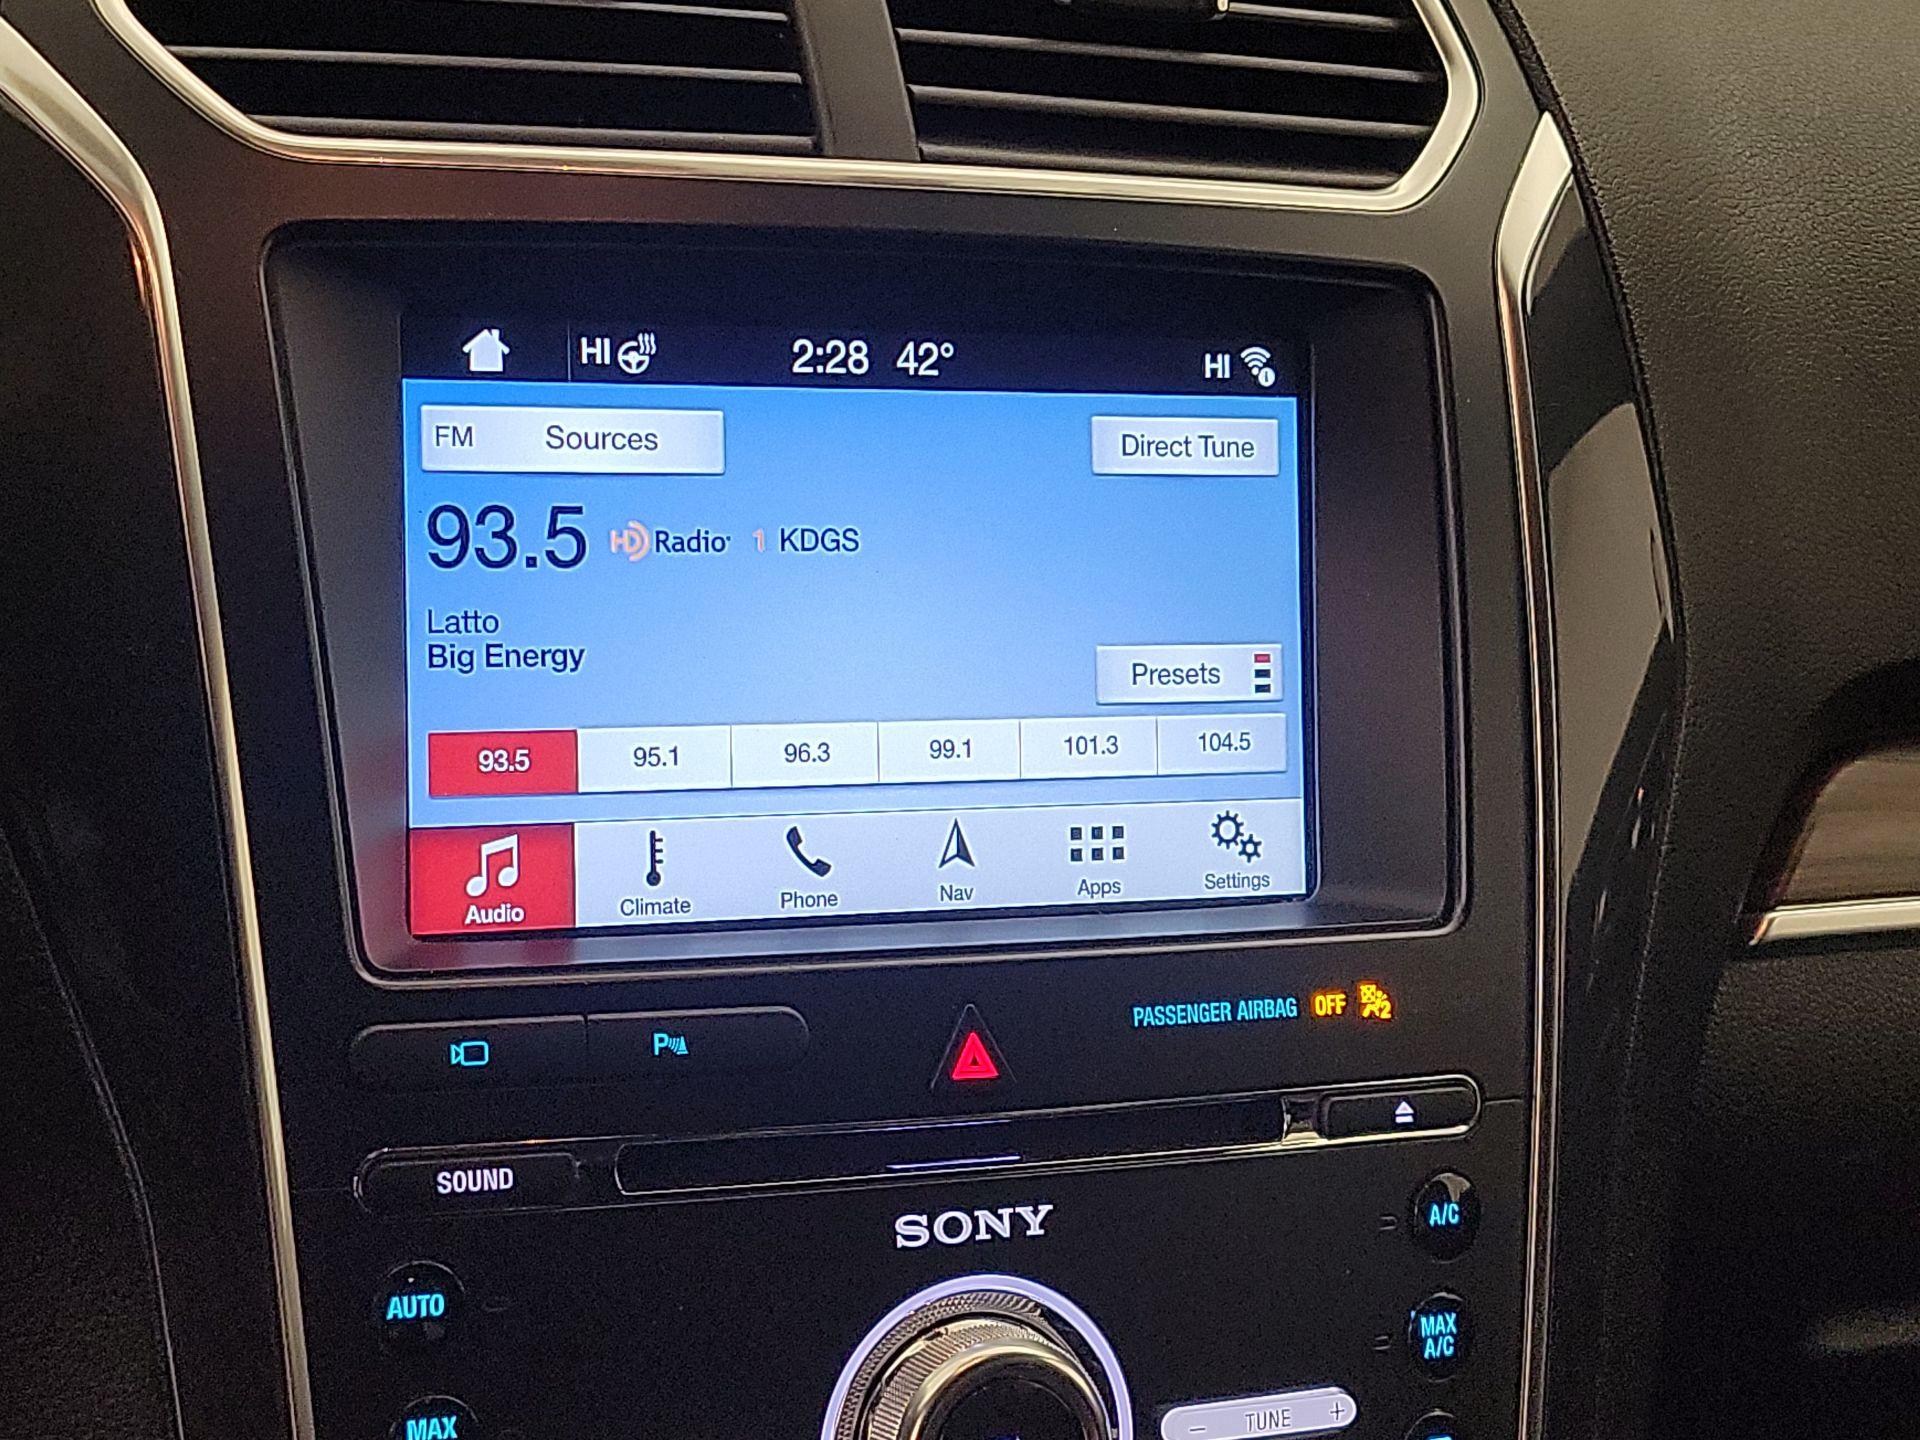 HI 2:28 42° HI
FM Sources Direct Tune
93.5 HD Radio 1 KDGS
Latto
Big Energy
Presets
93.5 95.1 96.3 99.1 101.3 104.5
Audio Climate Phone Nav Apps Settings
PASSENGER AIRBAG OFF 2
P
SOUND
SONY
A/C
AUTO
MAX
A/C
MAX
- TUNE +